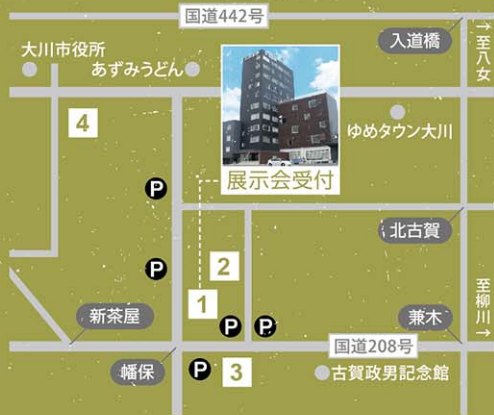 国道442号
入道橋
→至八女
大川市役所
あずみうどん
4
ゆめタウン大川
展示会受付
P
北古賀
P
2
1
至柳川→
新茶屋
P
P
兼木
国道208号
幡保
P
3
古賀政男記念館